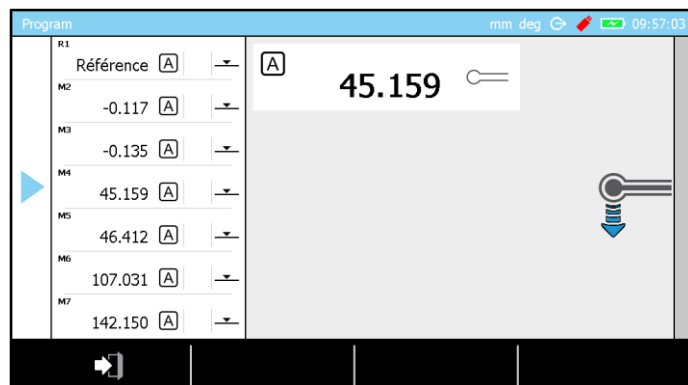 Program mm deg 09:57:03
R1
Référence A
M2
-0.117 A
M3
-0.135 A
M4
45.159 A
M5
46.412 A
M6
107.031 A
M7
142.150 A
A
45.159